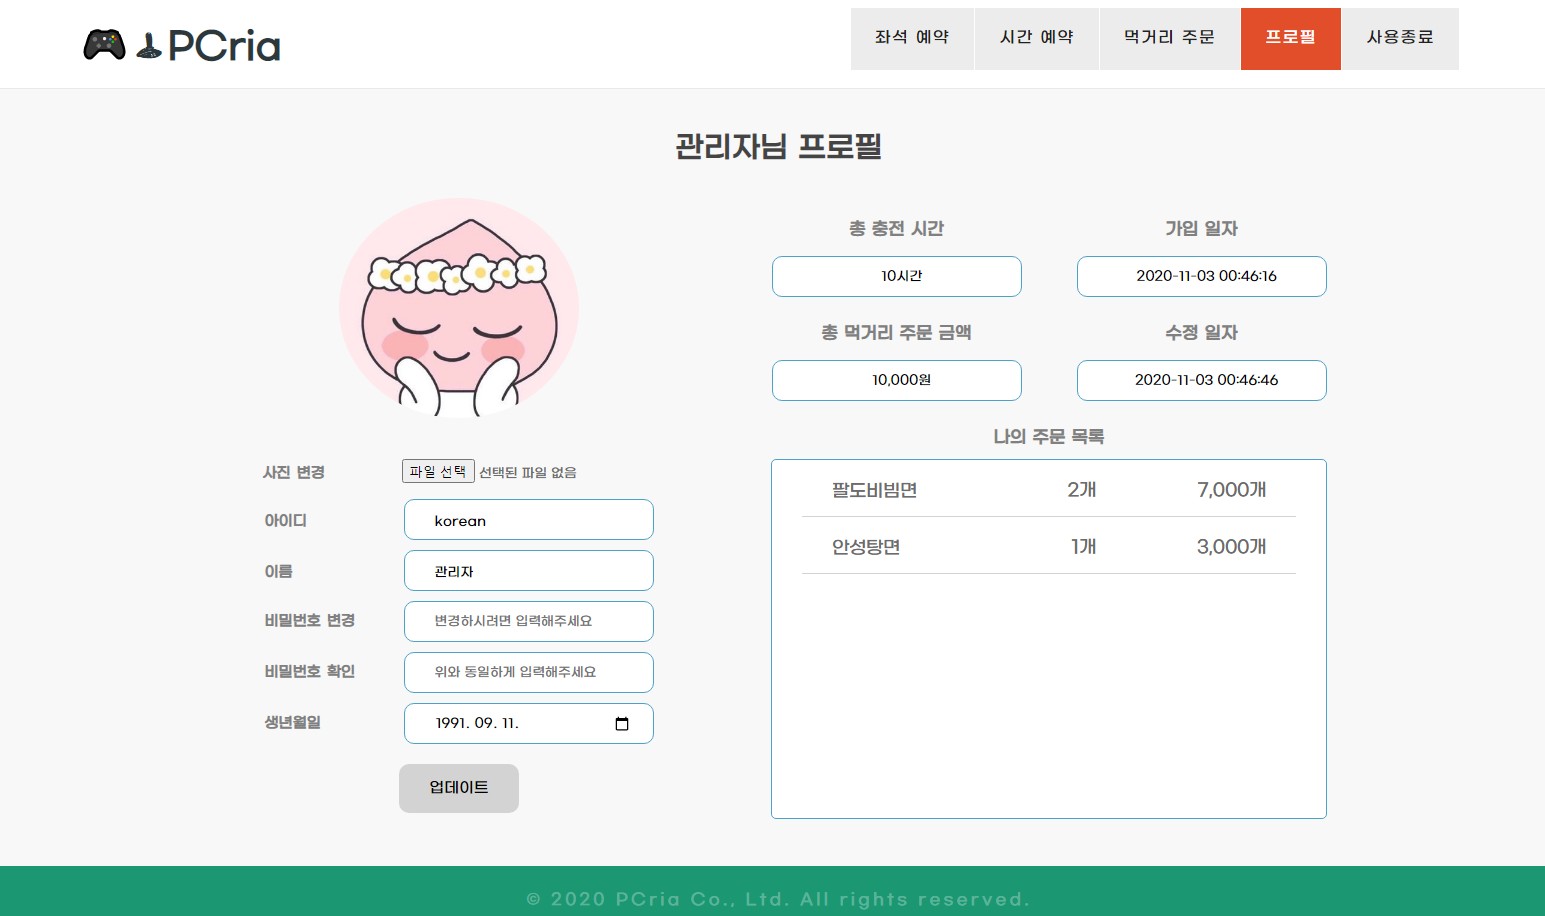 PCria
좌석 예약
시간 예약
먹거리 주문
프로필
사용종료
관리자님 프로필
총 충전 시간
가입 일자
10시간
2020-11-03 00:46:16
총 먹거리 주문 금액
수정 일자
10,000원
2020-11-03 00:46:46
나의 주문 목록
팔도비빔면 2개 7,000개
안성탕면 1개 3,000개
사진 변경 파일 선택 선택된 파일 없음
아이디 korean
이름 관리자
비밀번호 변경 변경하시려면 입력해주세요
비밀번호 확인 위와 동일하게 입력해주세요
생년월일 1991. 09. 11.
업데이트
© 2020 PCria Co., Ltd. All rights reserved.